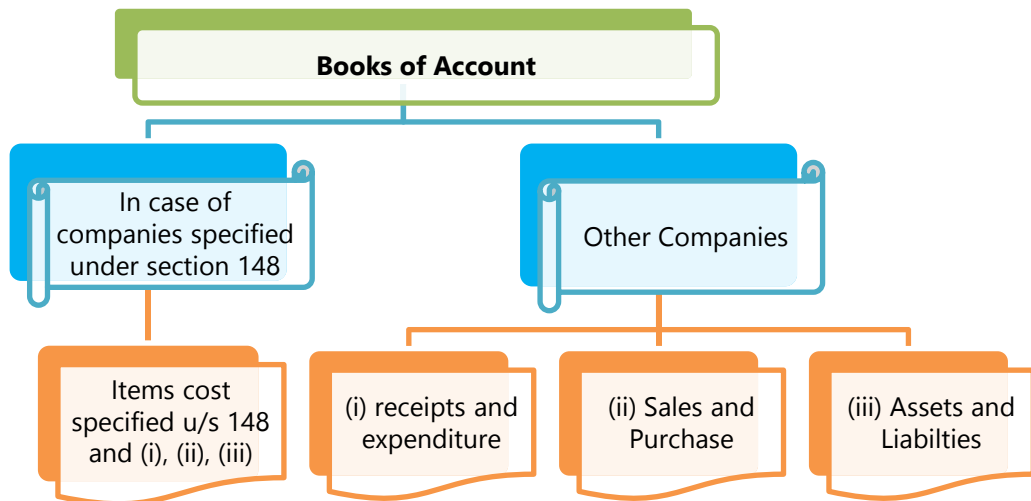 Books of Account
In case of
companies specified
under section 148
Other Companies
Items cost
specified u/s 148
and (i), (ii), (iii)
(i) receipts and
expenditure
(ii) Sales and
Purchase
(iii) Assets and
Liabilties